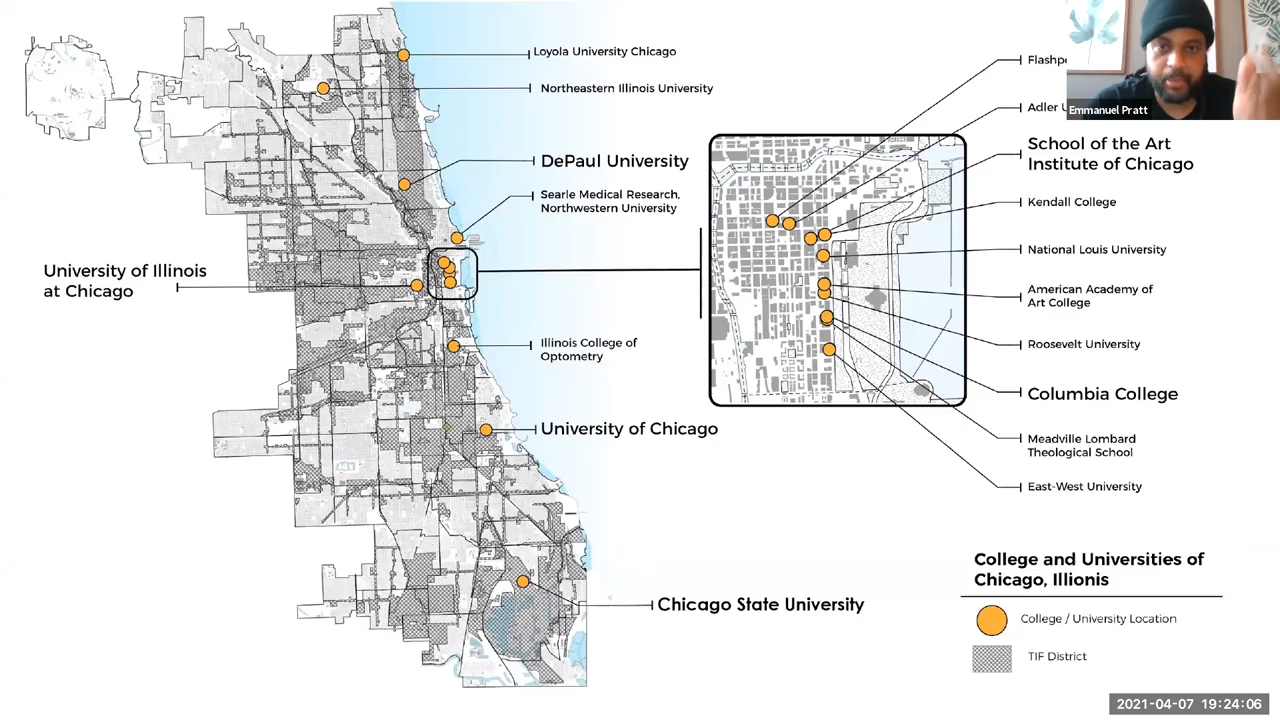 Loyola University Chicago
Northeastern Illinois University
DePaul University
Searle Medical Research,
Northwestern University
University of Illinois
at Chicago
Illinois College of
Optometry
University of Chicago
Chicago State University
Adler
School of the Art
Institute of Chicago
Kendall College
National Louis University
American Academy of
Art College
Roosevelt University
Columbia College
Meadville Lombard
Theological School
East-West University
College and Universities of
Chicago, Illionis
College / University Location
TIF District
Emmanuel Pratt
2021-04-07 19:24:06